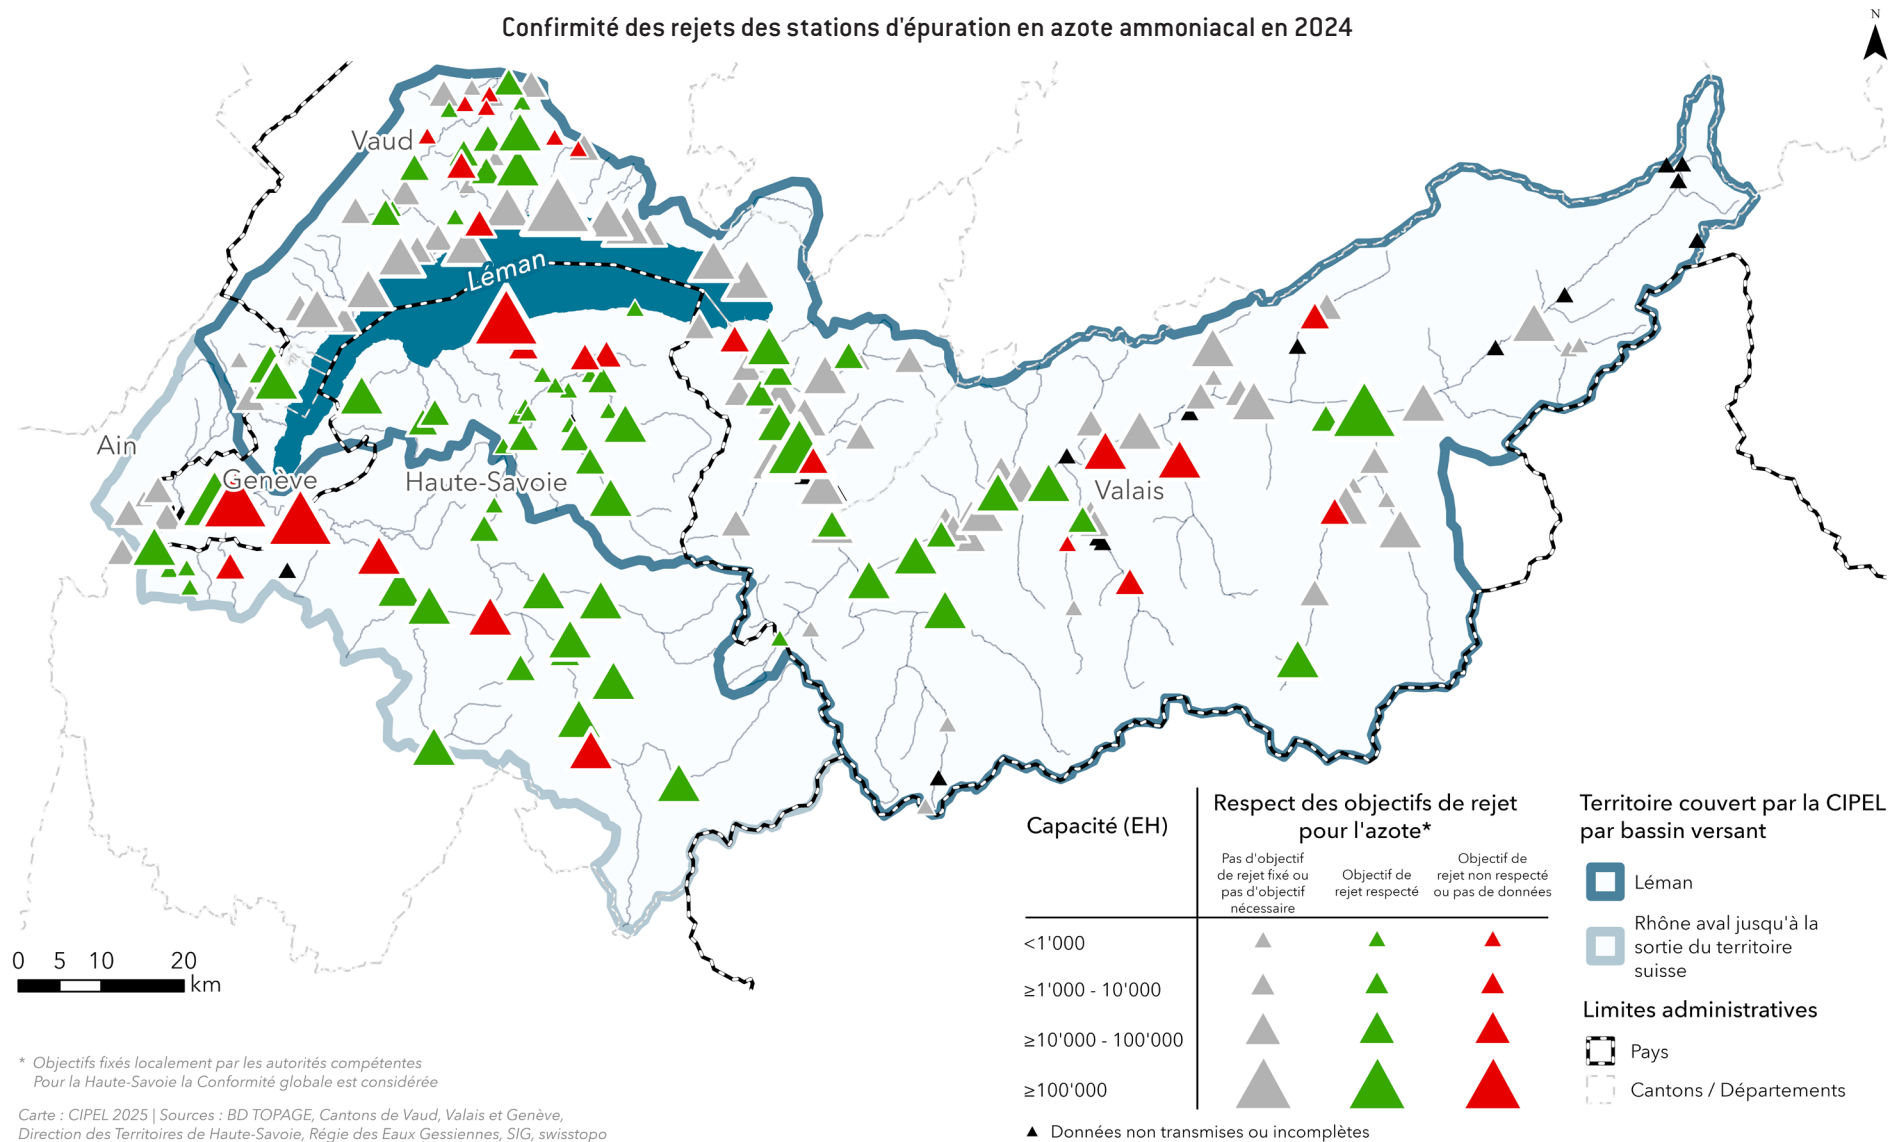 Confirmité des rejets des stations d'épuration en azote ammoniacal en 2024
N
Vaud
Léman
Ain
Genève
Haute-Savoie
Valais
Capacité (EH)
Respect des objectifs de rejet
pour l'azote*
Pas d'objectif
de rejet fixé ou
pas d'objectif
nécessaire
Objectif de
rejet respecté
Objectif de
rejet non respecté
ou pas de données
<1'000
≥1'000 - 10'000
≥10'000 - 100'000
≥100'000
Données non transmises ou incomplètes
Territoire couvert par la CIPEL
par bassin versant
Léman
Rhône aval jusqu'à la
sortie du territoire
suisse
Limites administratives
Pays
Cantons / Départements
0 5 10 20
km
* Objectifs fixés localement par les autorités compétentes
Pour la Haute-Savoie la Conformité globale est considérée
Carte : CIPEL 2025 | Sources : BD TOPAGE, Cantons de Vaud, Valais et Genève,
Direction des Territoires de Haute-Savoie, Régie des Eaux Gessiennes, SIG, swisstopo